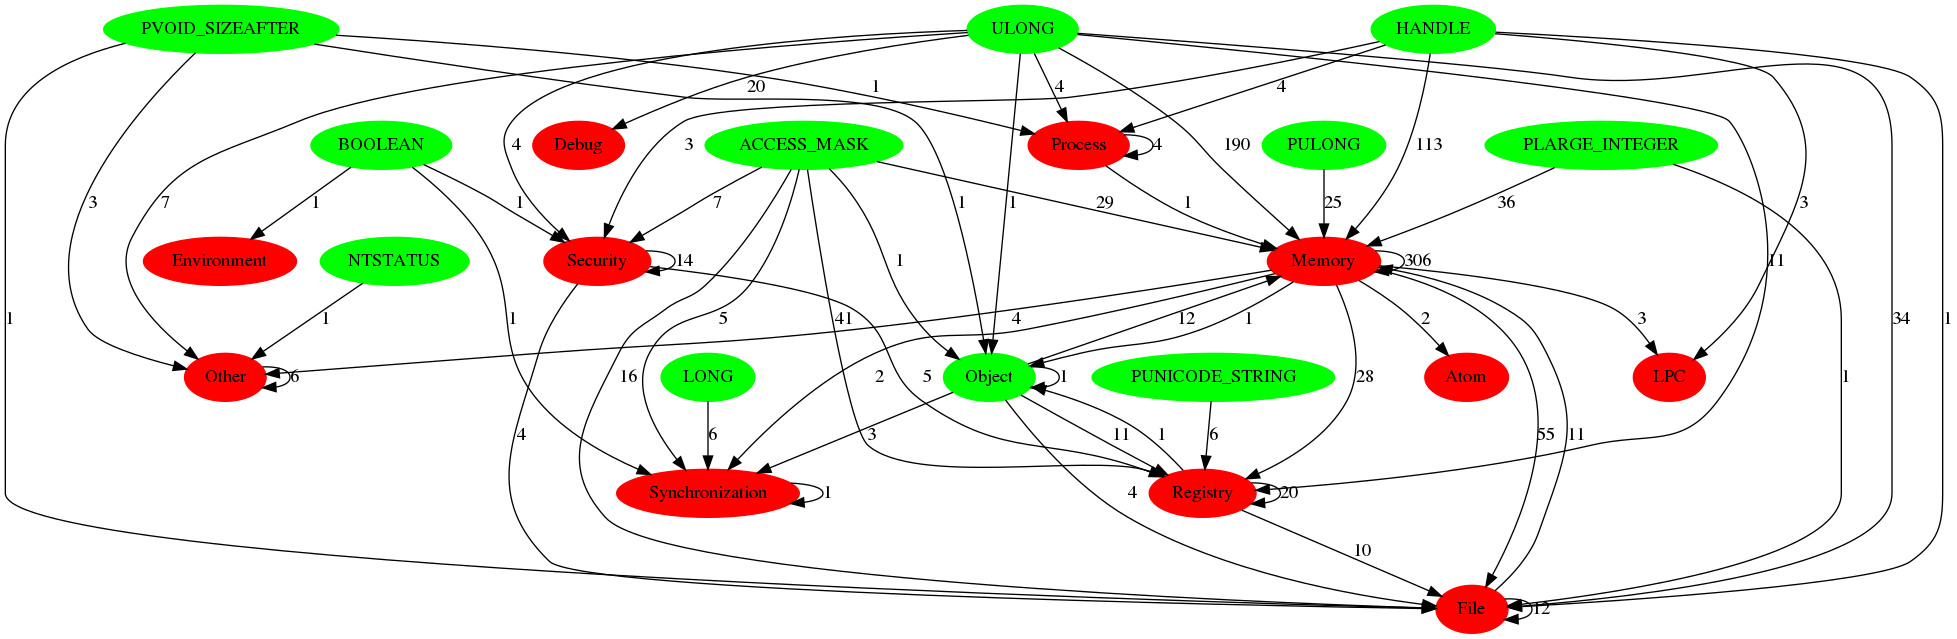 PVOID_SIZEAFTER
ULONG
HANDLE
20
1
4
4
BOOLEAN
4
Debug
3
ACCESS_MASK
Process
4
190
PULONG
113
PLARGE_INTEGER
3
7
1
1
7
1
1
29
1
25
36
3
Environment
NTSTATUS
Security
14
1
Memory
306
11
1
1
1
5
41
4
12
1
2
3
34
1
Other
6
16
LONG
2
5
Object
1
PUNICODE_STRING
28
Atom
LPC
1
4
6
3
11
1
6
55
11
Synchronization
1
4
Registry
20
10
File
12